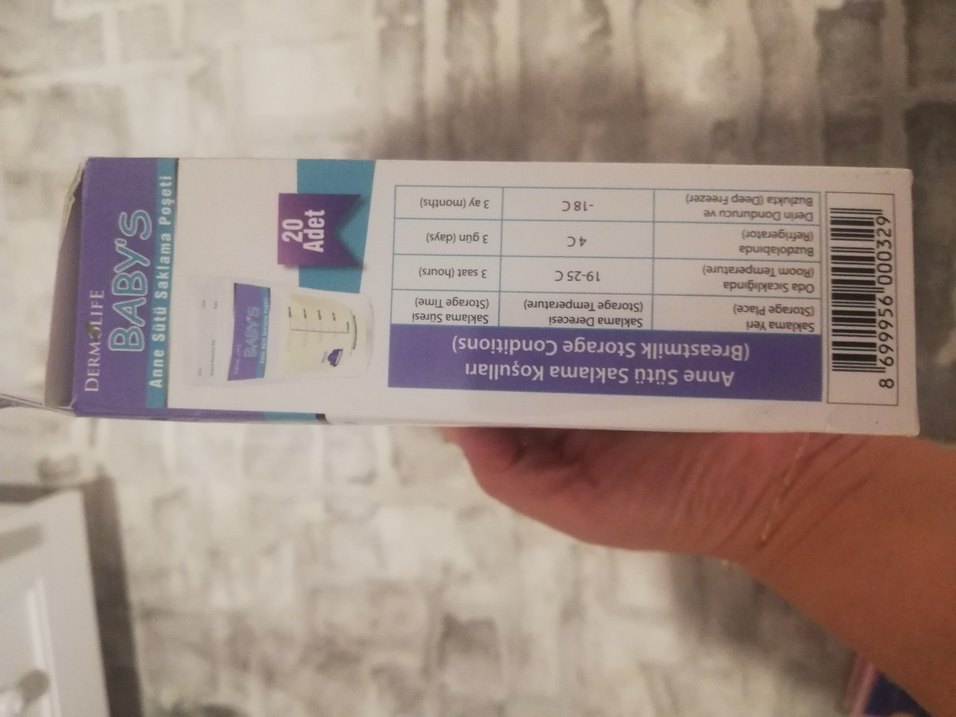 DERMOLIFE
BABY'S
Anne Sütü Saklama Poşeti
20
Adet
BABY'S
Anne Sütü Saklama Koşulları
(Breastmilk Storage Conditions)
Saklama Yeri
(Storage Place)
Saklama Derecesi
(Storage Temperature)
Saklama Süresi
(Storage Time)
Oda Sıcaklığında
(Room Temperature)
19-25 C
3 saat (hours)
Buzdolabında
(Refrigerator)
4 C
3 gün (days)
Derin Dondurucu ve
Buzlukta (Deep Freezer)
-18 C
3 ay (months)
8 699956 000329